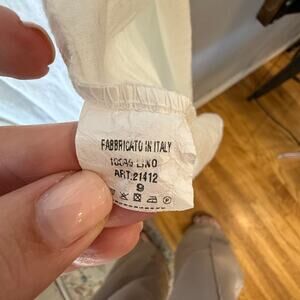 FABBRICATO IN ITALY
100% LINO
ART.21412
9